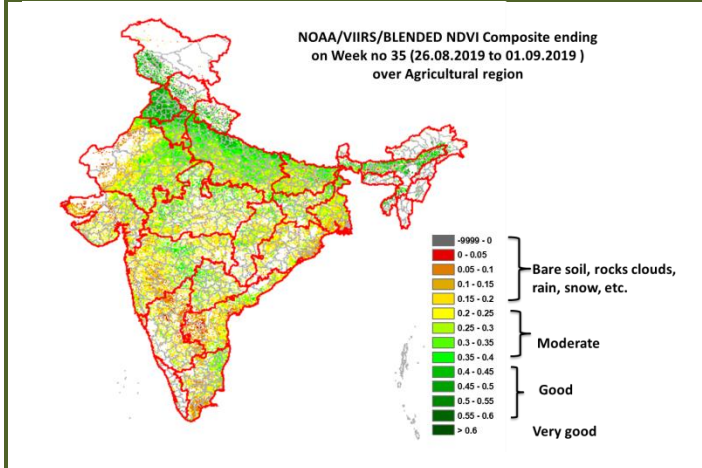 NOAA/VIIRS/BLENDED NDVI Composite ending
on Week no 35 (26.08.2019 to 01.09.2019 )
over Agricultural region
-9999 - 0
0 - 0.05
0.05 - 0.1
0.1 - 0.15
0.15 - 0.2
0.2 - 0.25
0.25 - 0.3
0.3 - 0.35
0.35 - 0.4
0.4 - 0.45
0.45 - 0.5
0.5 - 0.55
0.55 - 0.6
> 0.6
Bare soil, rocks clouds,
rain, snow, etc.
Moderate
Good
Very good